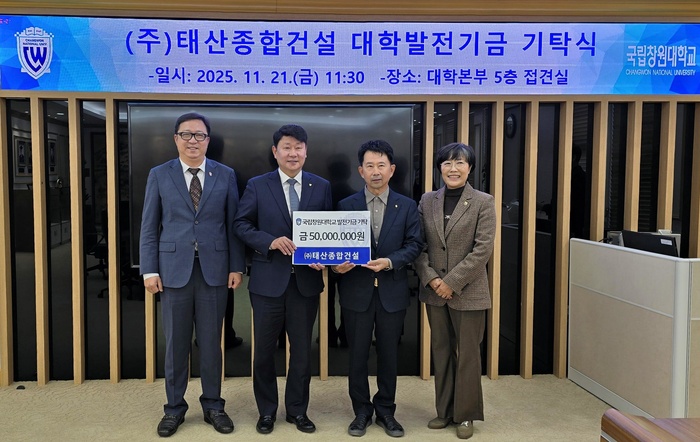 (주)태산종합건설 대학발전기금 기탁식
-일시: 2025. 11. 21.(금) 11:30 -장소: 대학본부 5층 접견실
CHANGWON
NATIONAL UNIV
W
국립창원대학교
CHANGWON NATIONAL UNIVERSITY
국립창원대학교 발전기금 기탁
금 50,000,000원
㈜태산종합건설